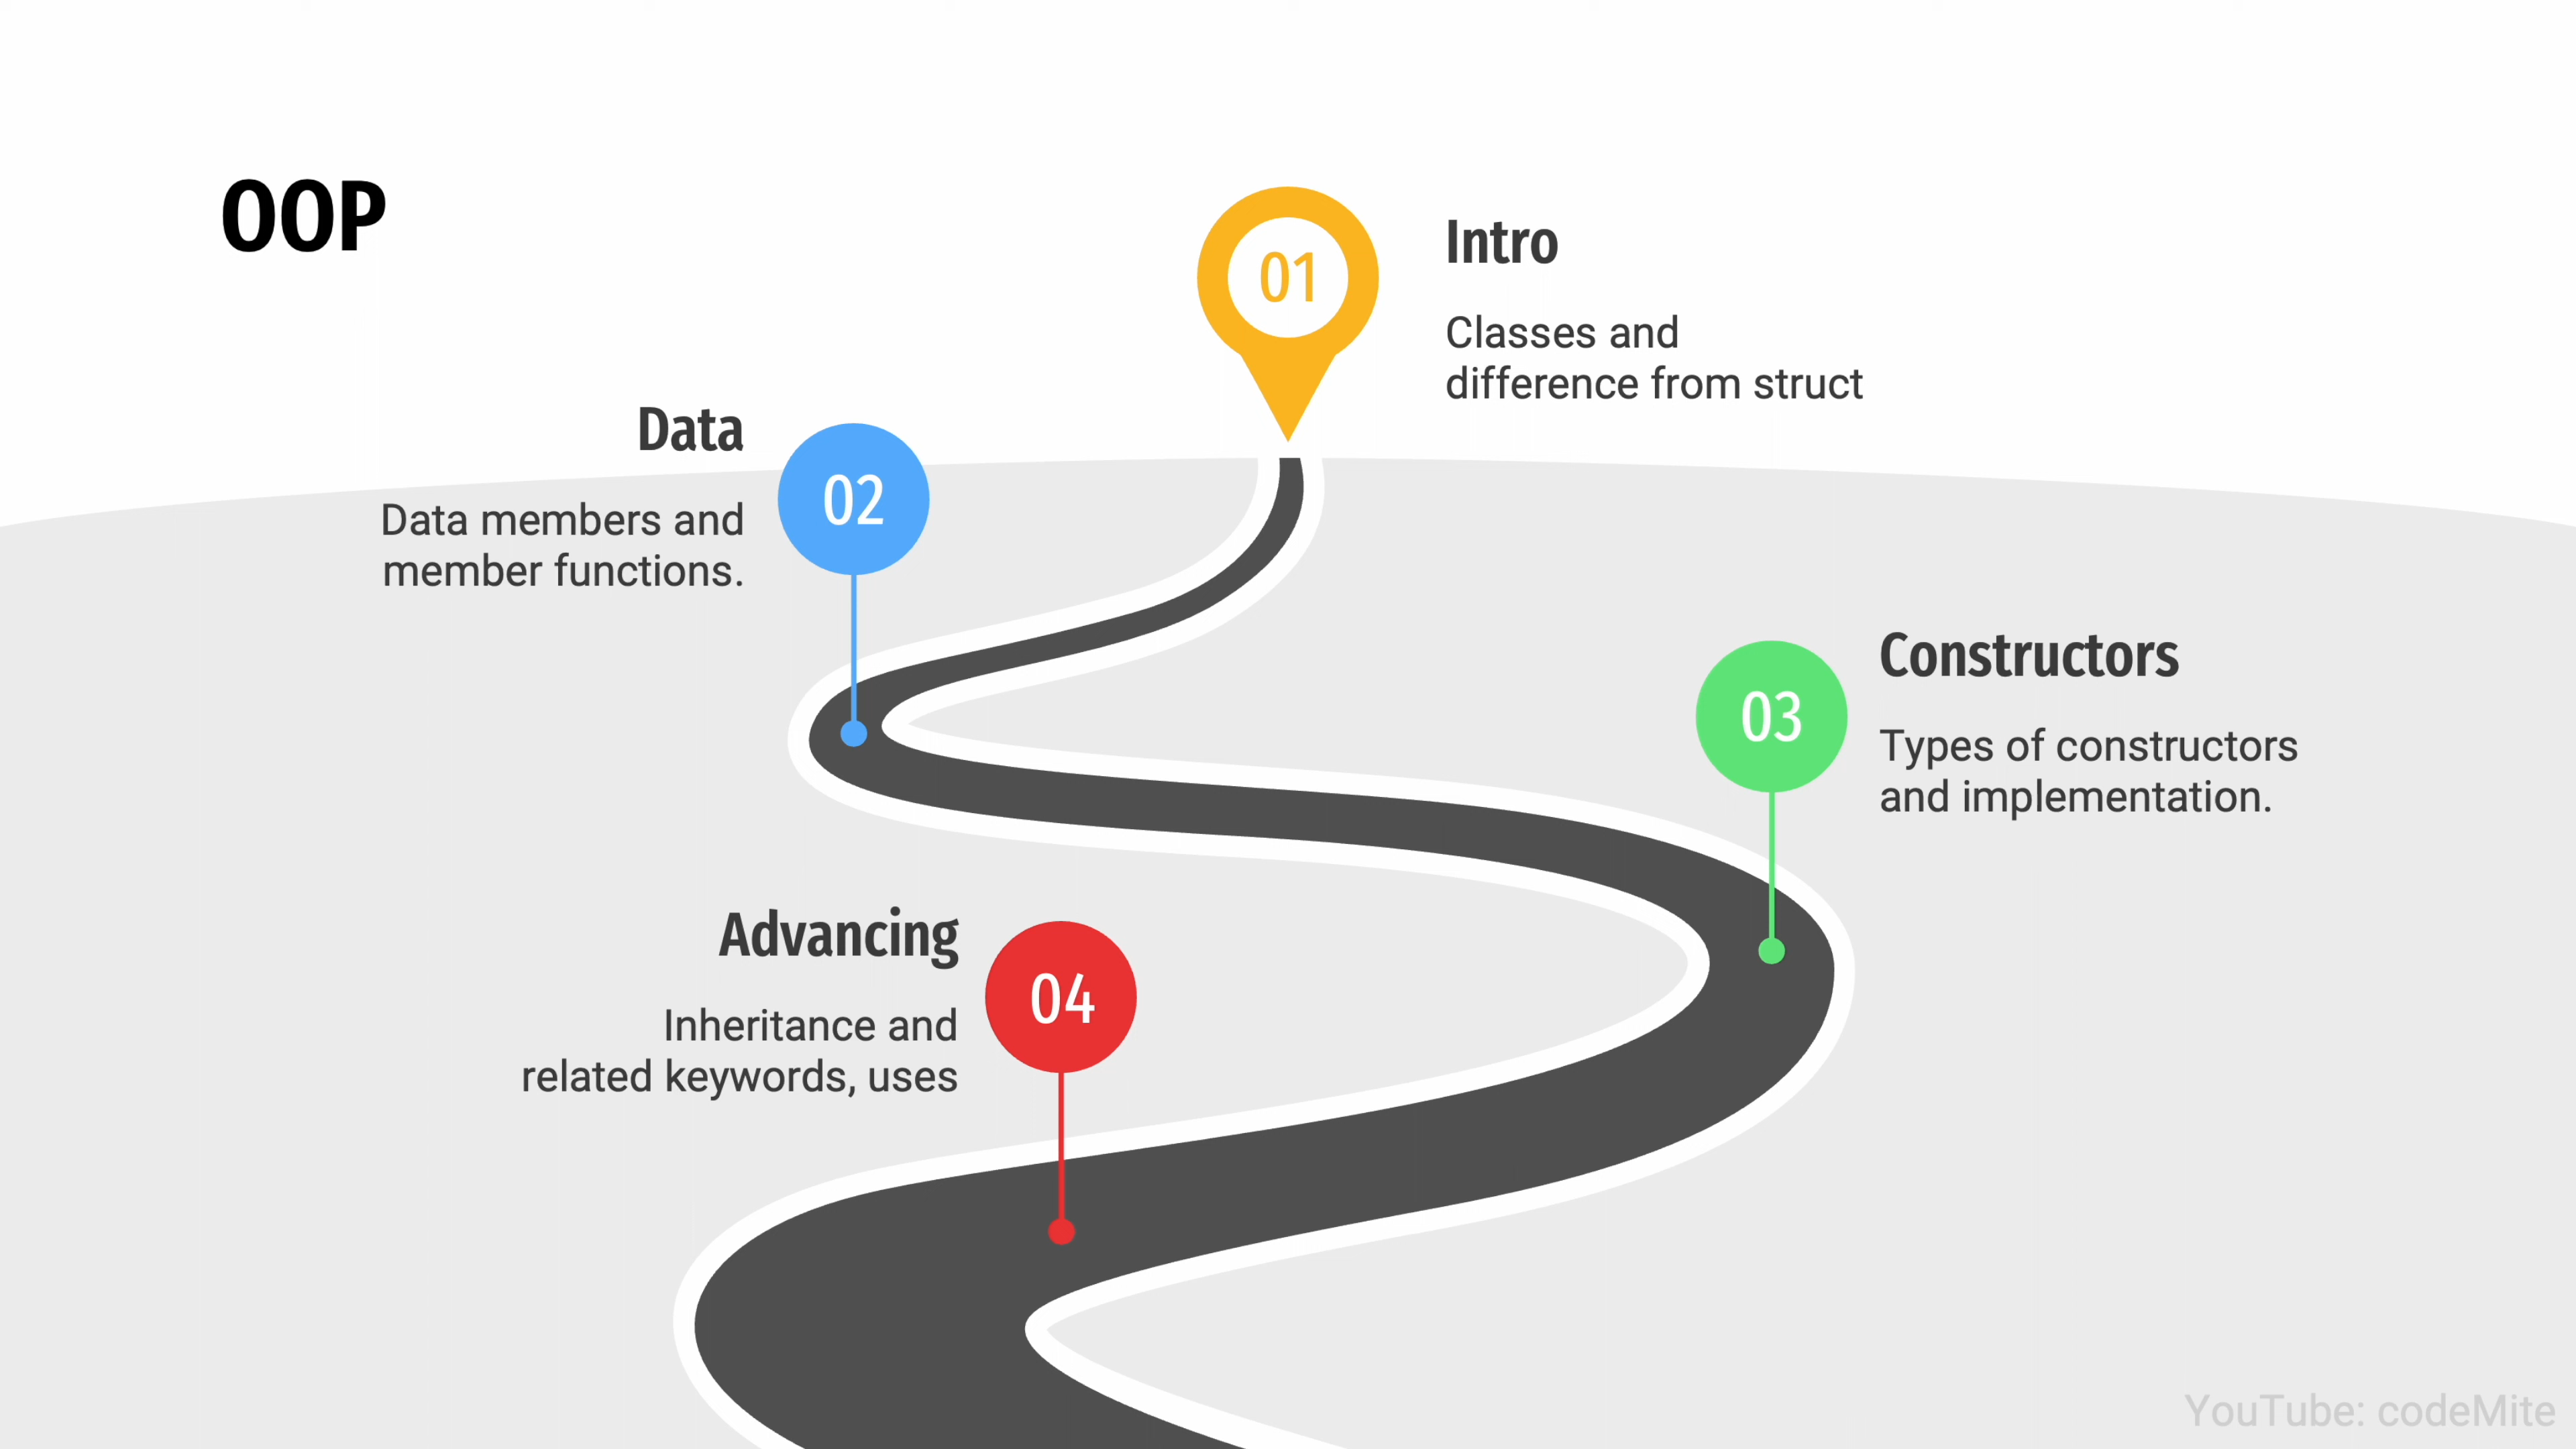 OOP
01
Intro
Classes and
difference from struct
Data
02
Data members and
member functions.
03
Constructors
Types of constructors
and implementation.
Advancing
04
Inheritance and
related keywords, uses
YouTube: codeMite